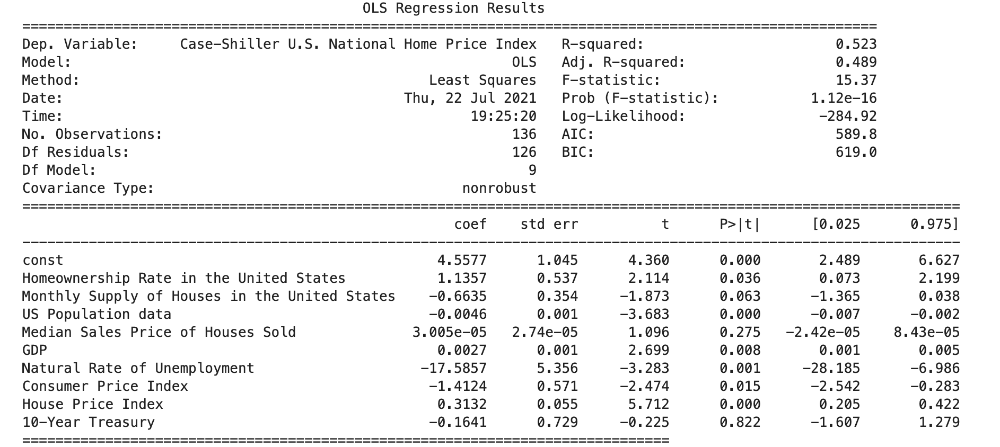 OLS Regression Results
==============================================================================================
Dep. Variable: Case-Shiller U.S. National Home Price Index R-squared: 0.523
Model: OLS Adj. R-squared: 0.489
Method: Least Squares F-statistic: 15.37
Date: Thu, 22 Jul 2021 Prob (F-statistic): 1.12e-16
Time: 19:25:20 Log-Likelihood: -284.92
No. Observations: 136 AIC: 589.8
Df Residuals: 126 BIC: 619.0
Df Model: 9
Covariance Type: nonrobust
==============================================================================================
coef std err t P>|t| [0.025 0.975]
----------------------------------------------------------------------------------------------
const 4.5577 1.045 4.360 0.000 2.489 6.627
Homeownership Rate in the United States 1.1357 0.537 2.114 0.036 0.073 2.199
Monthly Supply of Houses in the United States -0.6635 0.354 -1.873 0.063 -1.365 0.038
US Population data -0.0046 0.001 -3.683 0.000 -0.007 -0.002
Median Sales Price of Houses Sold 3.005e-05 2.74e-05 1.096 0.275 -2.42e-05 8.43e-05
GDP 0.0027 0.001 2.699 0.008 0.001 0.005
Natural Rate of Unemployment -17.5857 5.356 -3.283 0.001 -28.185 -6.986
Consumer Price Index -1.4124 0.571 -2.474 0.015 -2.542 -0.283
House Price Index 0.3132 0.055 5.712 0.000 0.205 0.422
10-Year Treasury -0.1641 0.729 -0.225 0.822 -1.607 1.279
==============================================================================